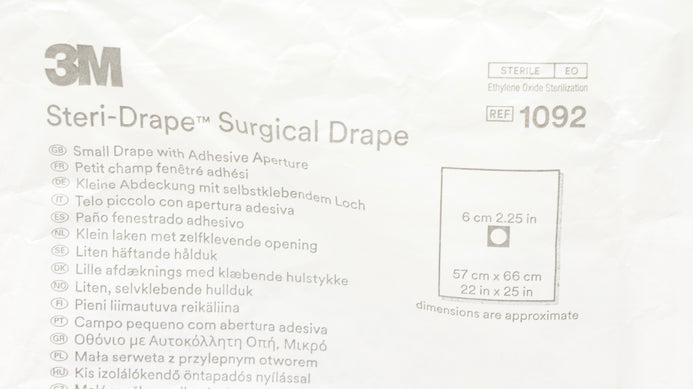 3M
STERILE EO
Ethylene Oxide Sterilization
Steri-Drape™ Surgical Drape
REF 1092
GB Small Drape with Adhesive Aperture
FR Petit champ fenêtré adhési
DE Kleine Abdeckung mit selbstklebendem Loch
IT Telo piccolo con apertura adesiva
ES Paño fenestrado adhesivo
NL Klein laken met zelfklevende opening
SE Liten häftande hålduk
DK Lille afdæknings med klæbende hulstykke
NO Liten, selvklebende hullduk
FI Pieni liimautuva reikäliina
PT Campo pequeno com abertura adesiva
GR Οθόνιο με Αυτοκόλλητη Οπή, Μικρό
PL Mała serweta z przylepnym otworem
HU Kis izolálókendő öntapadós nyílással
6 cm 2.25 in
57 cm x 66 cm
22 in x 25 in
dimensions are approximate